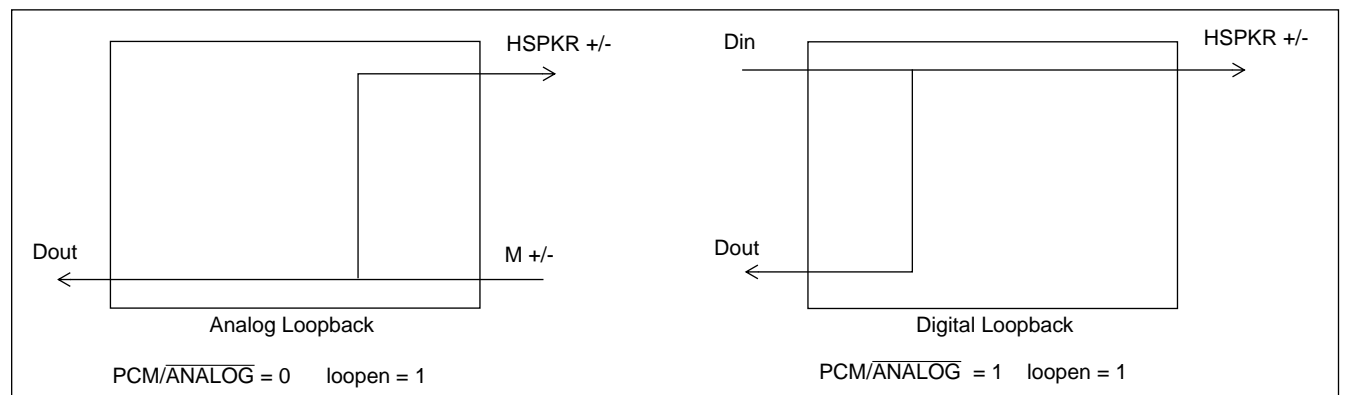 HSPKR +/-
Dout
M +/-
Analog Loopback
PCM/ANALOG = 0 loopen = 1
Din
HSPKR +/-
Dout
Digital Loopback
PCM/ANALOG = 1 loopen = 1